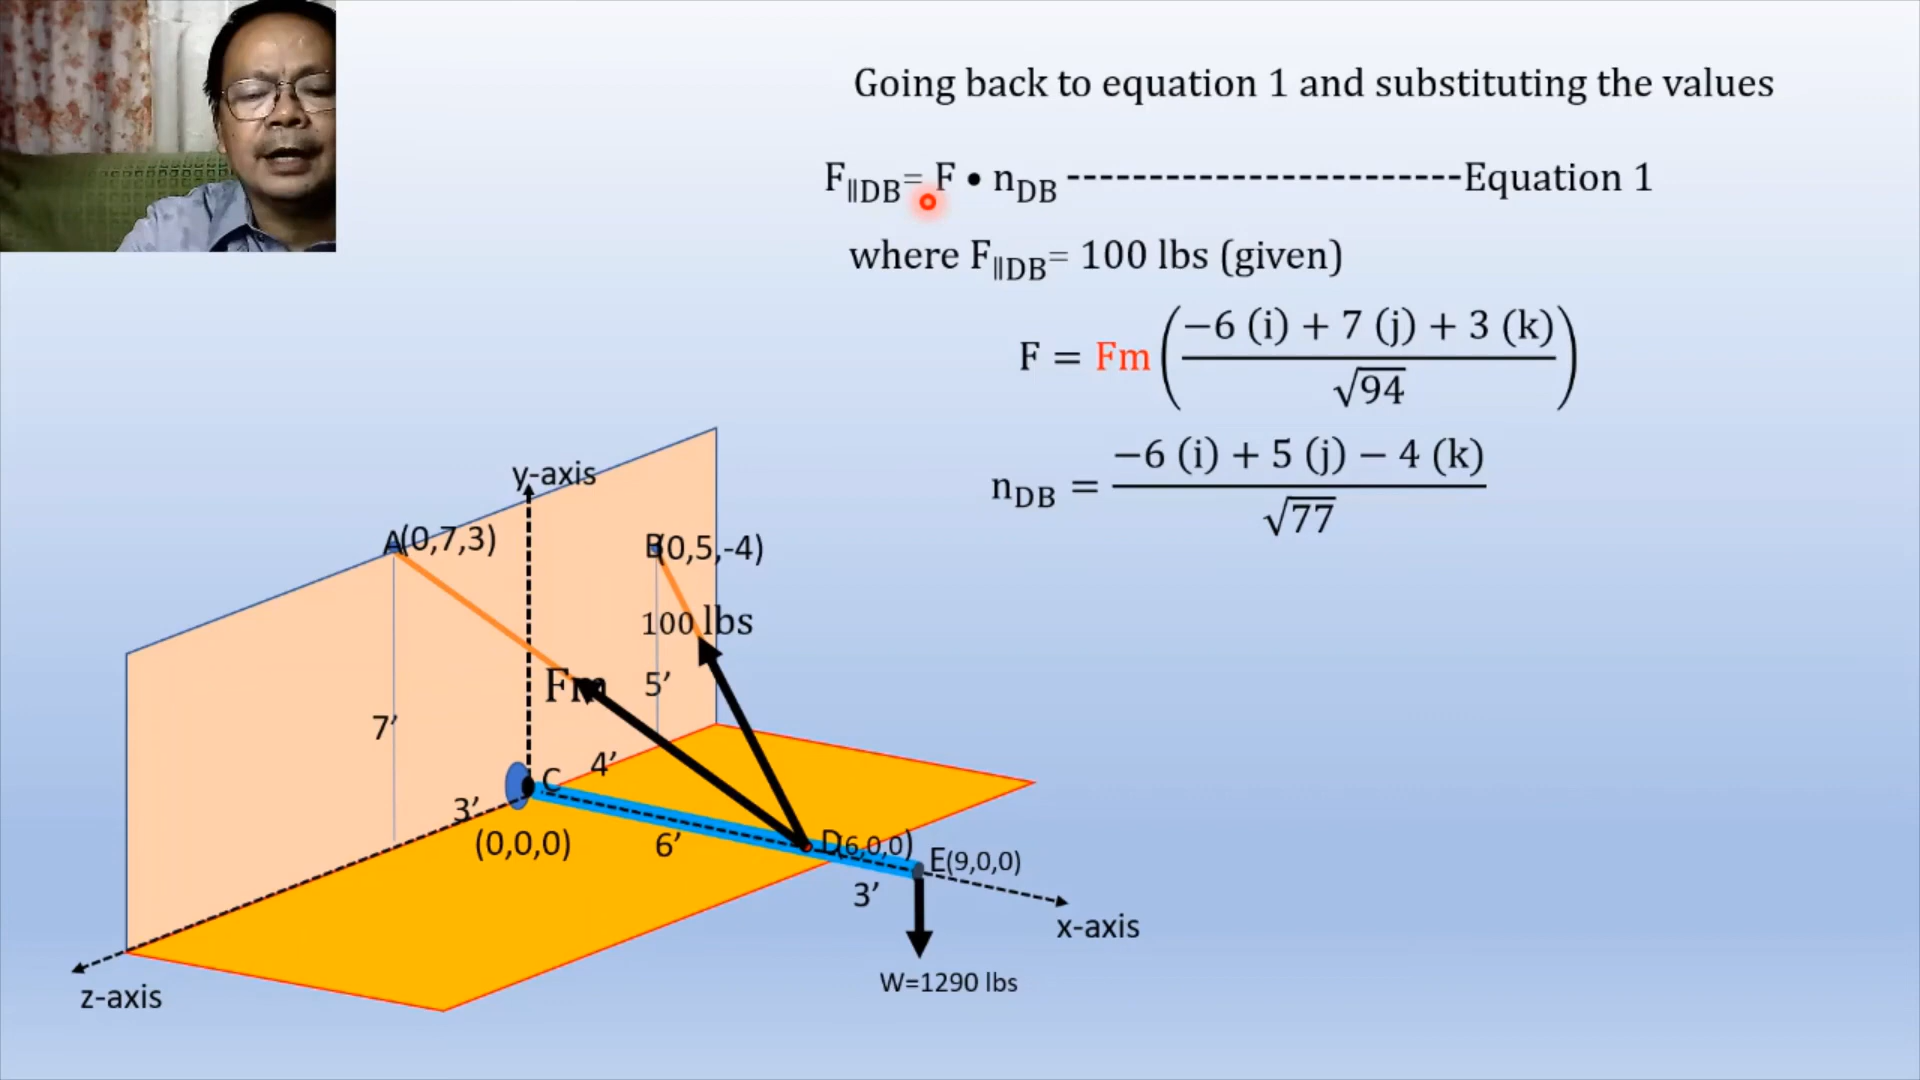 Going back to equation 1 and substituting the values
F∥DB= F • nDB ------------------------Equation 1
where F∥DB= 100 lbs (given)
F = Fm (−6 (i) + 7 (j) + 3 (k) / √94)
nDB = −6 (i) + 5 (j) − 4 (k) / √77
y-axis
A(0,7,3)
B(0,5,-4)
100 lbs
Fm
5’
7’
4’
C
3’
(0,0,0)
6’
D(6,0,0)
E(9,0,0)
3’
x-axis
W=1290 lbs
z-axis